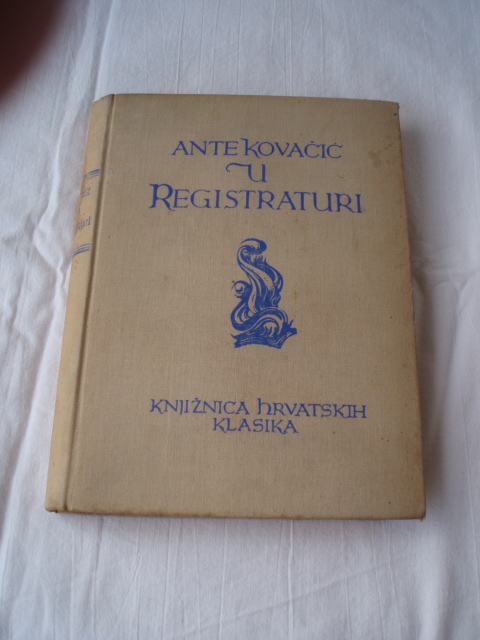 ANTE KOVAČIĆ
U
REGISTRATURI
KNJIŽNICA HRVATSKIH
KLASIKA